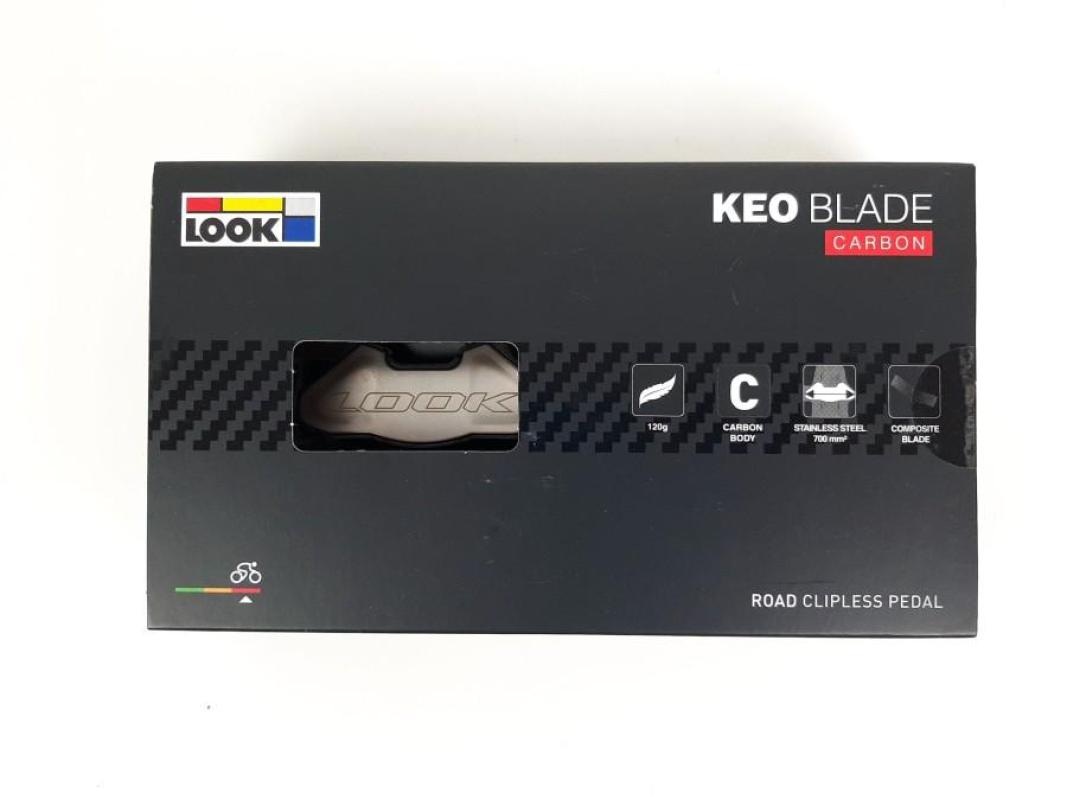 LOOK
KEO BLADE
CARBON
LOOK
120g
C
CARBON
BODY
STAINLESS STEEL
700 mm²
COMPOSITE
BLADE
ROAD CLIPLESS PEDAL